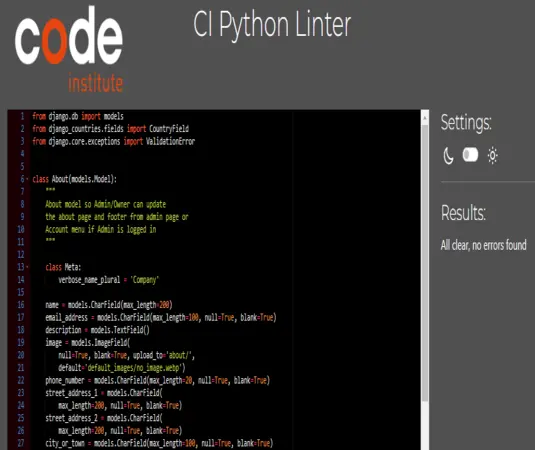 code
institute
CI Python Linter
1 from django.db import models
2 from django_countries.fields import CountryField
3 from django.core.exceptions import ValidationError
4
5
6 class About(models.Model):
7 """
8 About model so Admin/Owner can update
9 the about page and footer from admin page or
10 Account menu if Admin is logged in
11 """
12
13 class Meta:
14 verbose_name_plural = 'Company'
15
16 name = models.CharField(max_length=200)
17 email_address = models.CharField(max_length=100, null=True, blank=True)
18 description = models.TextField()
19 image = models.ImageField(
20 null=True, blank=True, upload_to='about/',
21 default='default_images/no_image.webp')
22 phone_number = models.CharField(max_length=20, null=True, blank=True)
23 street_address_1 = models.CharField(
24 max_length=200, null=True, blank=True)
25 street_address_2 = models.CharField(
26 max_length=200, null=True, blank=True)
27 city_or_town = models.CharField(max_length=100, null=True, blank=True)
Settings:
Results:
All clear, no errors found